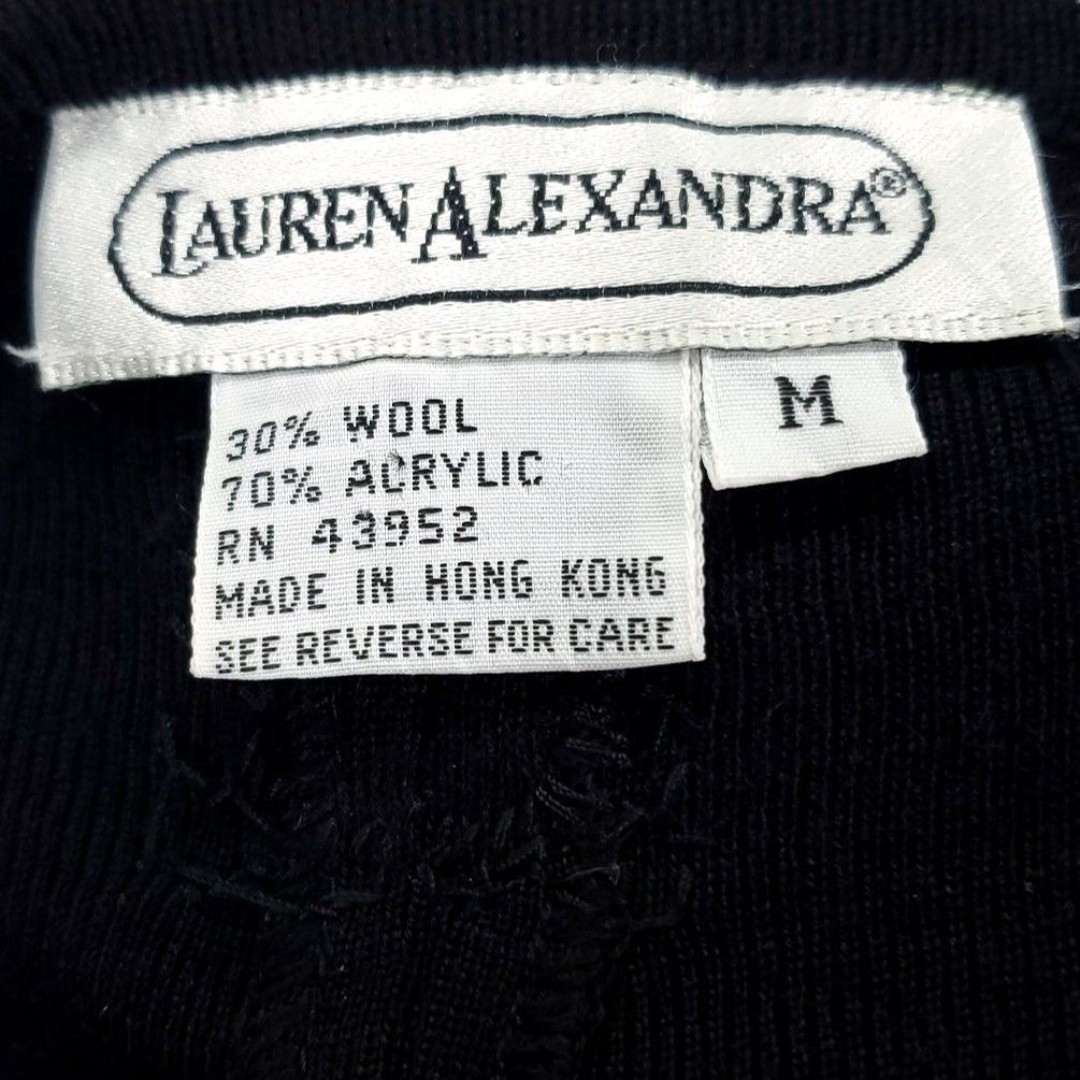 LAUREN ALEXANDRA®
M
30% WOOL
70% ACRYLIC
RN 43952
MADE IN HONG KONG
SEE REVERSE FOR CARE